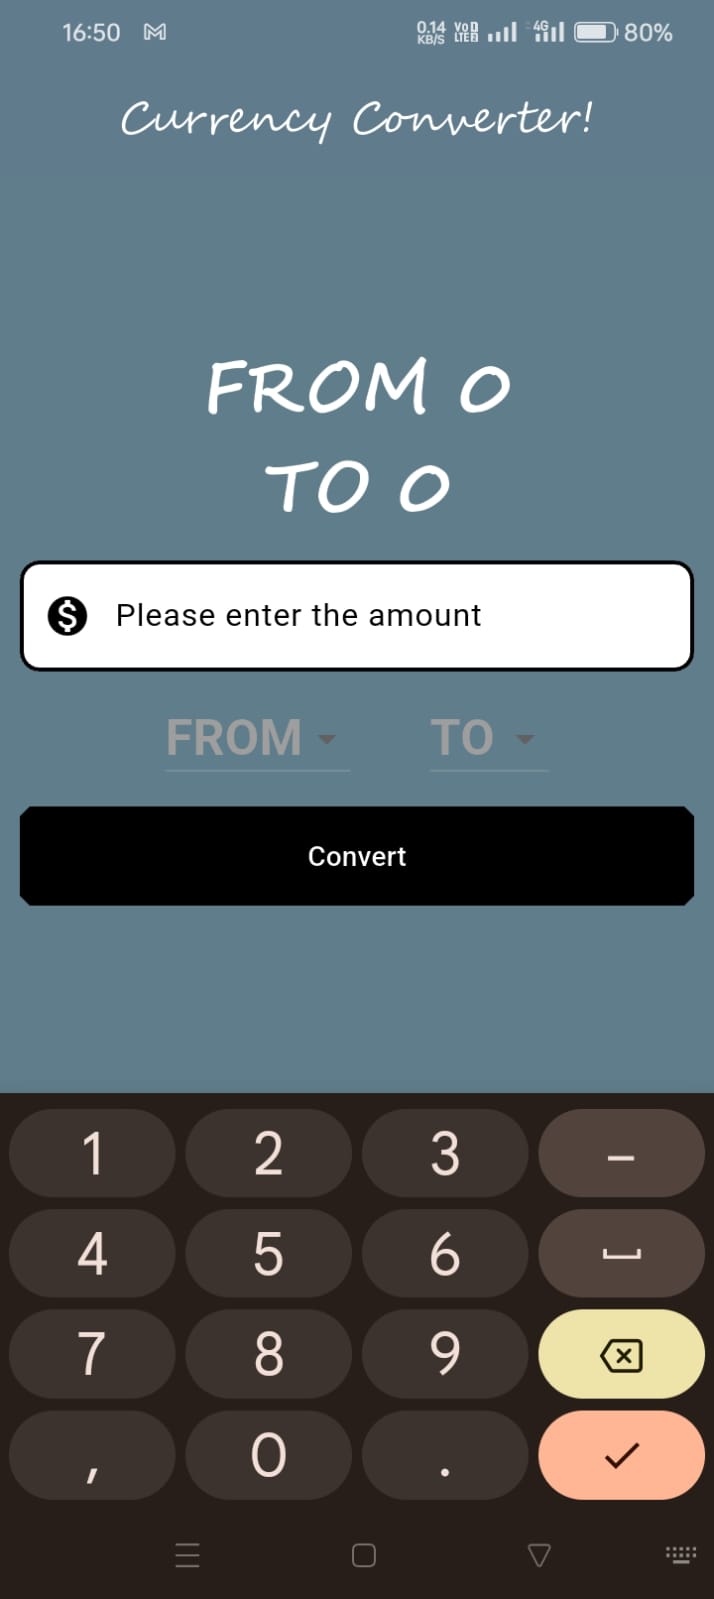 16:50 0.14 KB/S VoD LTE2 4G 80%
Currency Converter!
FROM 0
TO 0
$ Please enter the amount
FROM TO
Convert
1 2 3 –
4 5 6
7 8 9
, 0 .